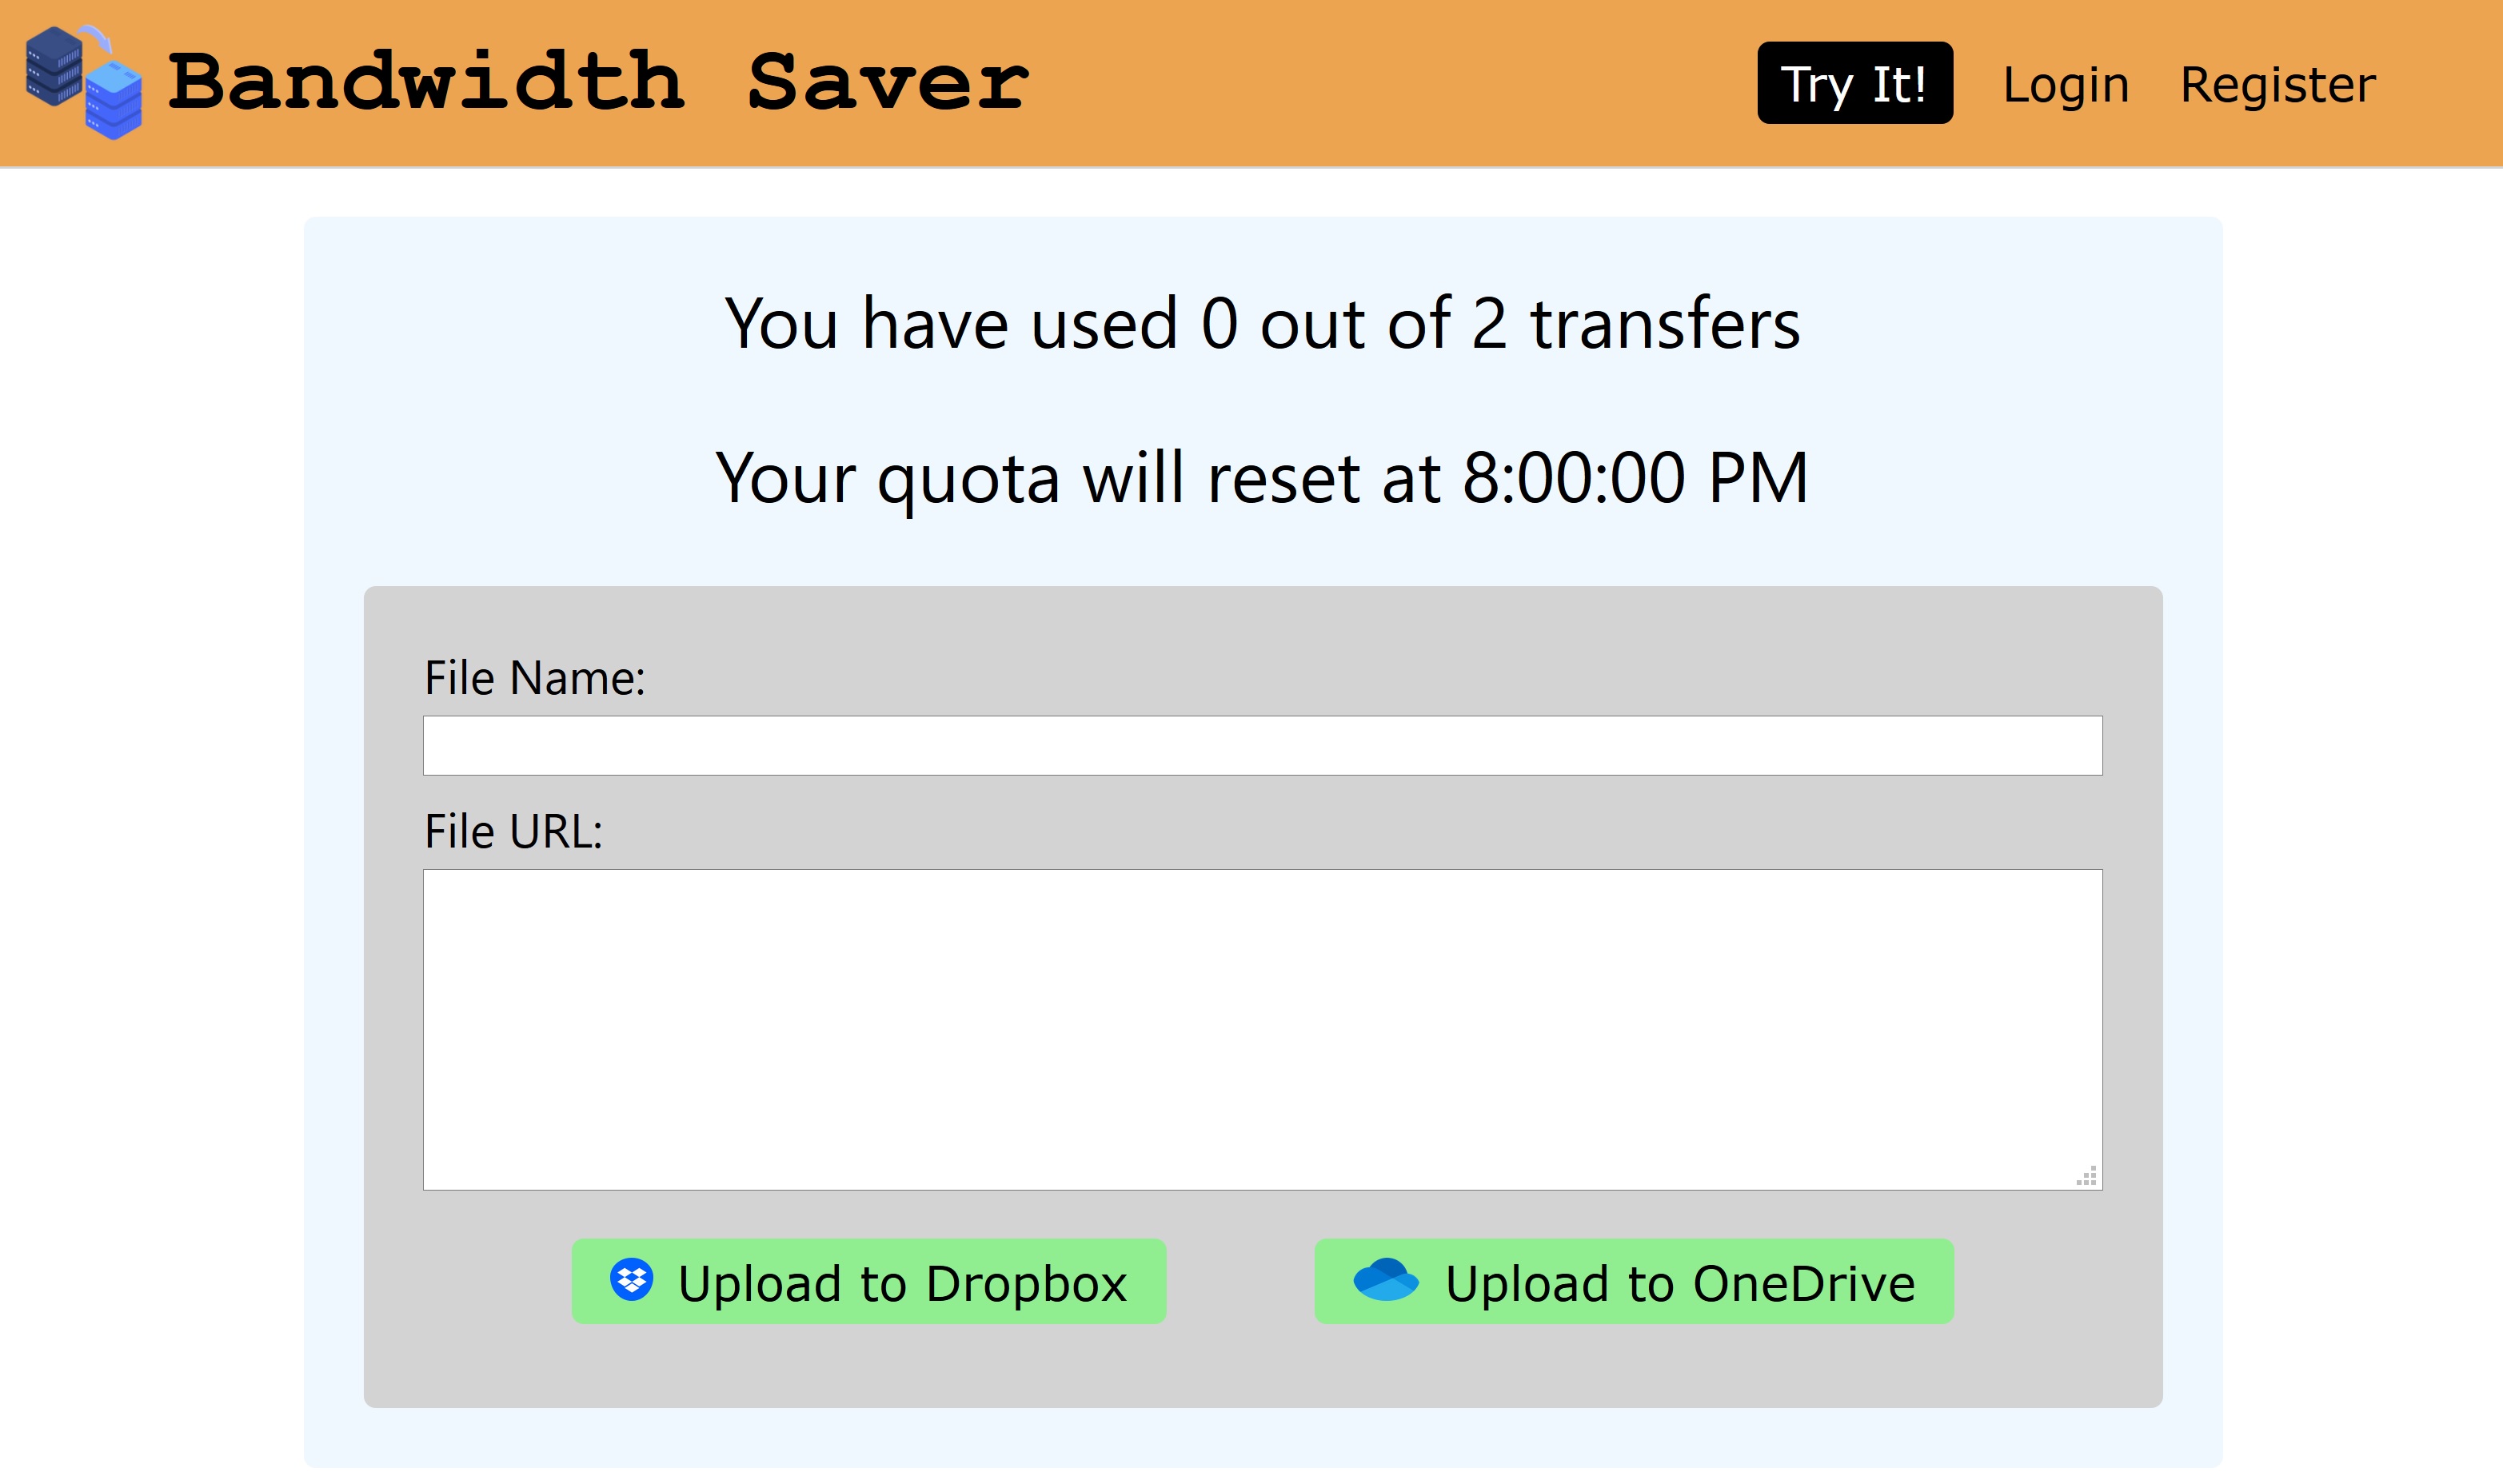 Bandwidth Saver
Try It! Login Register
You have used 0 out of 2 transfers
Your quota will reset at 8:00:00 PM
File Name:
File URL:
Upload to Dropbox
Upload to OneDrive